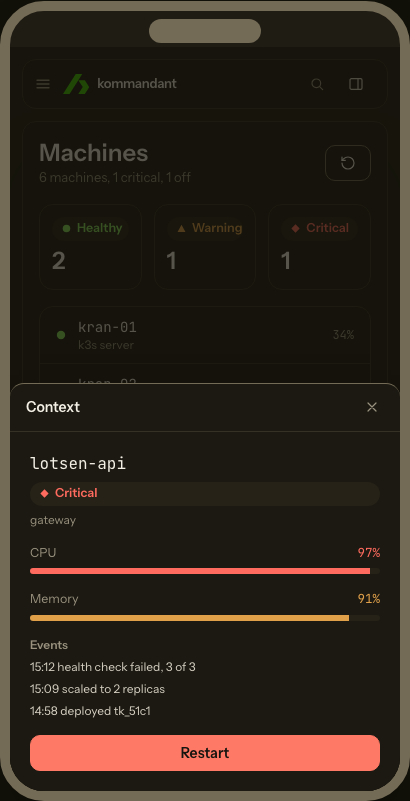 kommandant
Machines
6 machines, 1 critical, 1 off
Healthy
2
Warning
1
Critical
1
kran-01
k3s server
34%
Context
lotsen-api
Critical
gateway
CPU
97%
Memory
91%
Events
15:12 health check failed, 3 of 3
15:09 scaled to 2 replicas
14:58 deployed tk_51c1
Restart